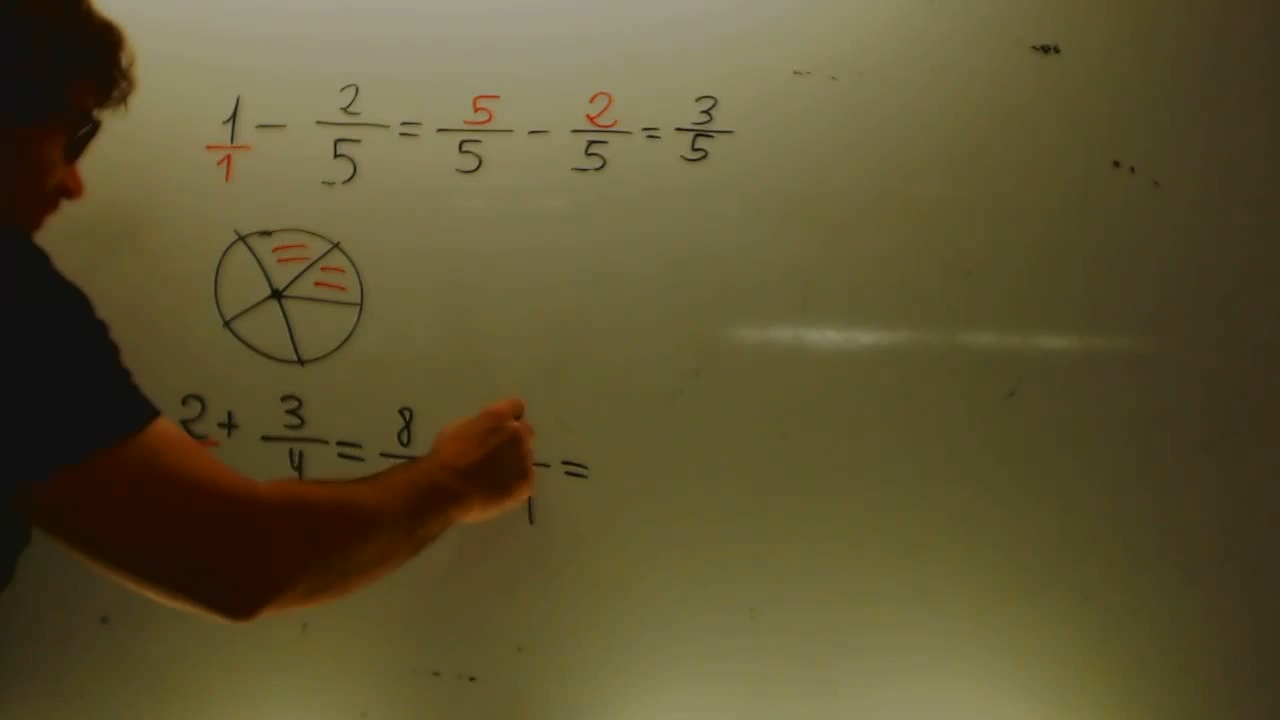 1/1 - 2/5 = 5/5 - 2/5 = 3/5
2 + 3/4 = 8 =